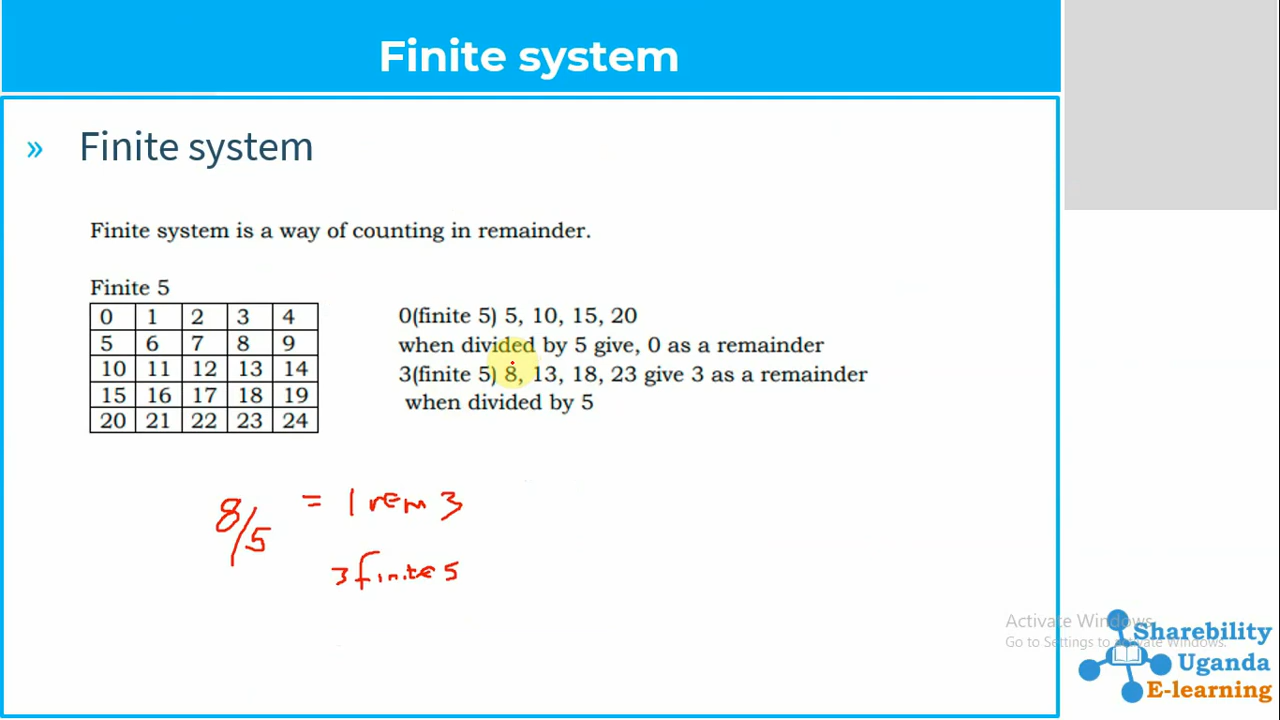 Finite system
» Finite system
Finite system is a way of counting in remainder.
Finite 5
0 1 2 3 4
5 6 7 8 9
10 11 12 13 14
15 16 17 18 19
20 21 22 23 24
0(finite 5) 5, 10, 15, 20
when divided by 5 give, 0 as a remainder
3(finite 5) 8, 13, 18, 23 give 3 as a remainder
when divided by 5
8/5 = 1 rem 3
3 finite 5
Activate Windows
Go to Settings to activate Windows.
Sharebility
Uganda
E-learning